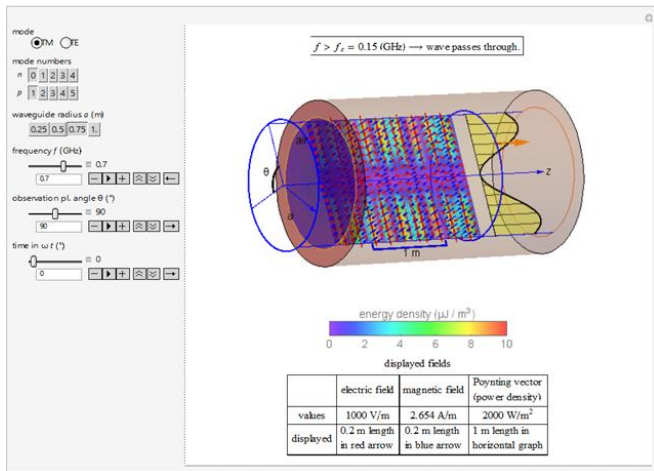 mode
TM TE
mode numbers
n 0 1 2 3 4
p 1 2 3 4 5
waveguide radius a (m)
0.25 0.5 0.75 1.
frequency f (GHz)
0.7
0.7
observation pl. angle θ (°)
90
90
time in ω t (°)
0
0
f > f c = 0.15 (GHz) ⟶ wave passes through.
air
θ
a
z
1 m
energy density (μJ / m³)
0 2 4 6 8 10
displayed fields
electric field magnetic field Poynting vector
(power density)
values 1000 V/m 2.654 A/m 2000 W/m²
displayed 0.2 m length 0.2 m length 1 m length in
in red arrow in blue arrow horizontal graph